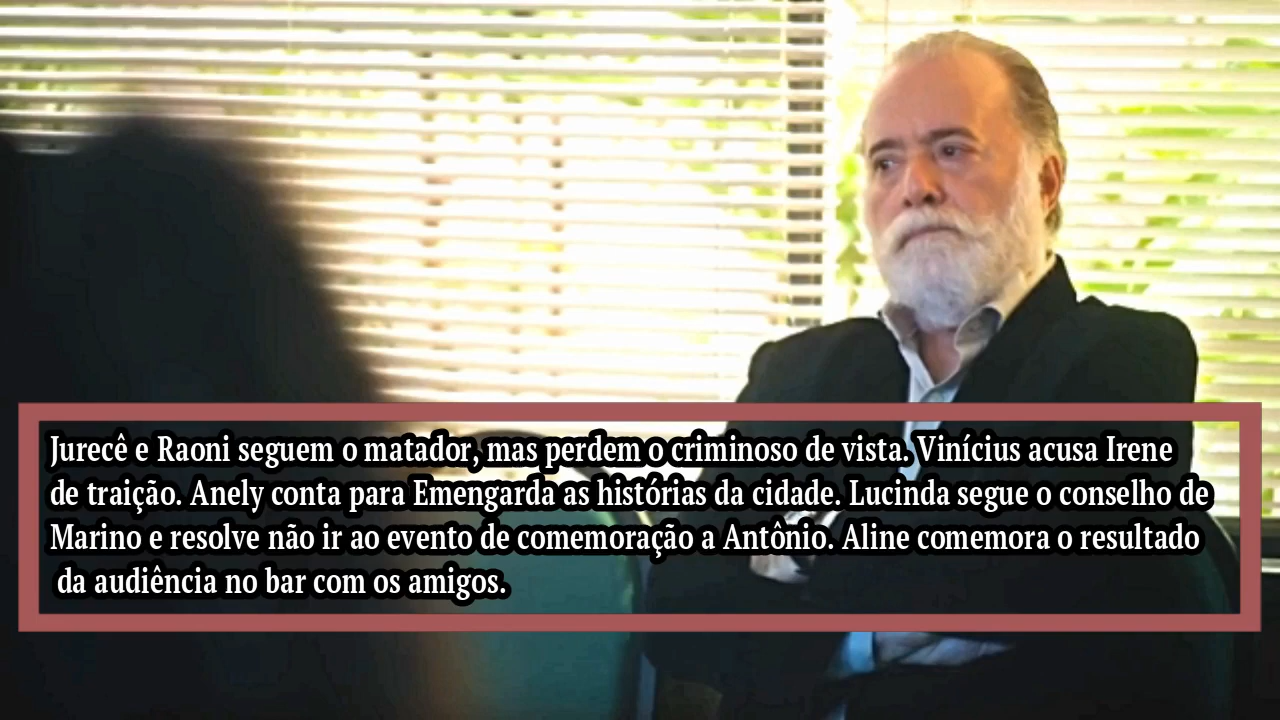 Jurecê e Raoni seguem o matador, mas perdem o criminoso de vista. Vinícius acusa Irene
de traição. Anely conta para Emengarda as histórias da cidade. Lucinda segue o conselho de
Marino e resolve não ir ao evento de comemoração a Antônio. Aline comemora o resultado
da audiência no bar com os amigos.